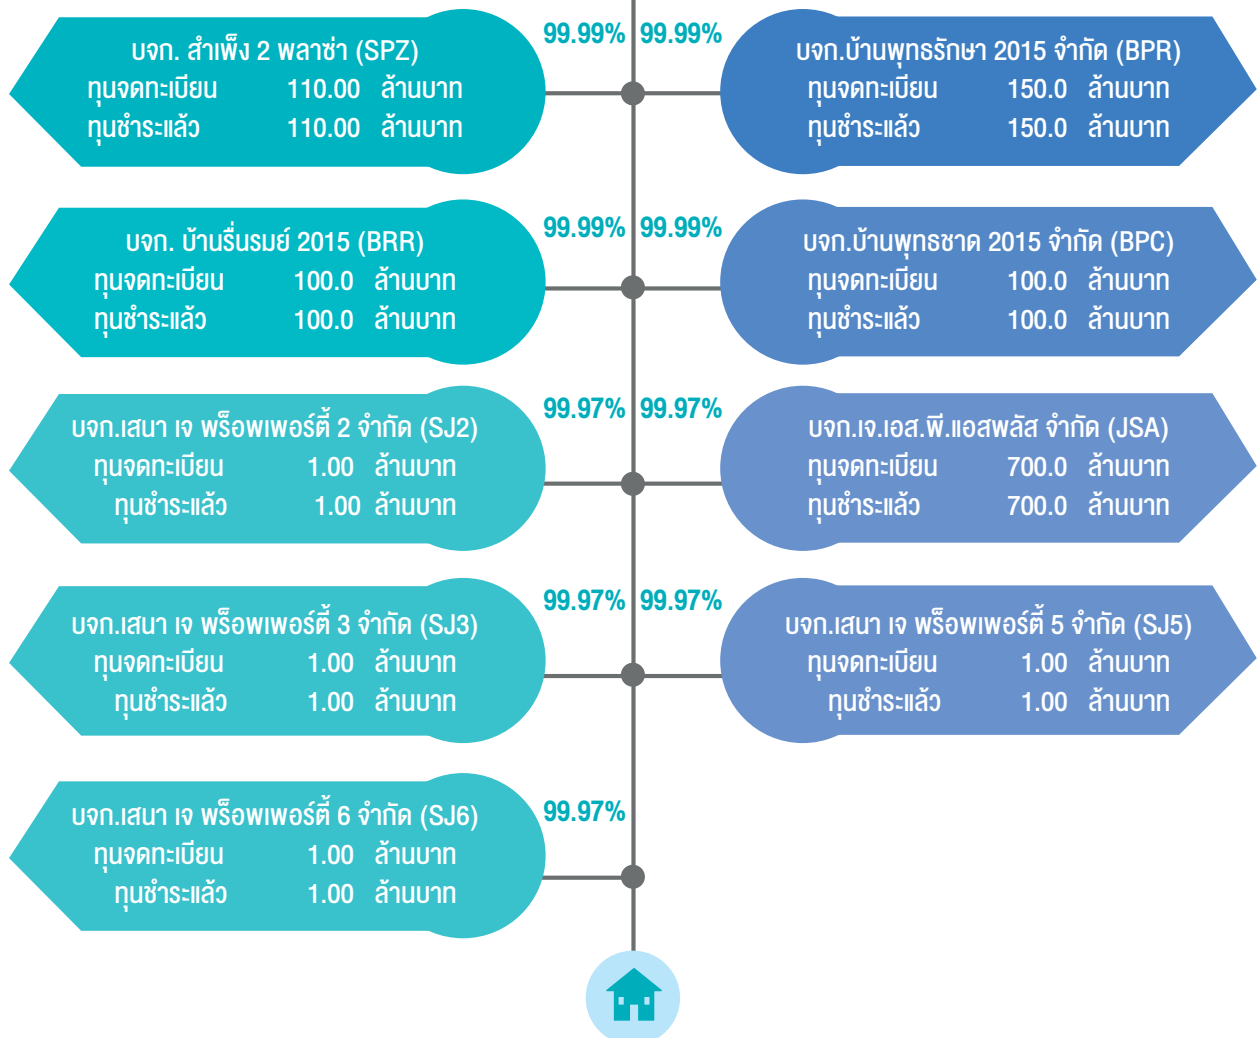 99.99% 99.99%
บจก. สำเพ็ง 2 พลาซ่า (SPZ)
ทุนจดทะเบียน 110.00 ล้านบาท
ทุนชำระแล้ว 110.00 ล้านบาท
บจก.บ้านพุทธรักษา 2015 จำกัด (BPR)
ทุนจดทะเบียน 150.0 ล้านบาท
ทุนชำระแล้ว 150.0 ล้านบาท
99.99% 99.99%
บจก. บ้านรื่นรมย์ 2015 (BRR)
ทุนจดทะเบียน 100.0 ล้านบาท
ทุนชำระแล้ว 100.0 ล้านบาท
บจก.บ้านพุทธชาด 2015 จำกัด (BPC)
ทุนจดทะเบียน 100.0 ล้านบาท
ทุนชำระแล้ว 100.0 ล้านบาท
99.97% 99.97%
บจก.เสนา เจ พร็อพเพอร์ตี้ 2 จำกัด (SJ2)
ทุนจดทะเบียน 1.00 ล้านบาท
ทุนชำระแล้ว 1.00 ล้านบาท
บจก.เจ.เอส.พี.แอสพลัส จำกัด (JSA)
ทุนจดทะเบียน 700.0 ล้านบาท
ทุนชำระแล้ว 700.0 ล้านบาท
99.97% 99.97%
บจก.เสนา เจ พร็อพเพอร์ตี้ 3 จำกัด (SJ3)
ทุนจดทะเบียน 1.00 ล้านบาท
ทุนชำระแล้ว 1.00 ล้านบาท
บจก.เสนา เจ พร็อพเพอร์ตี้ 5 จำกัด (SJ5)
ทุนจดทะเบียน 1.00 ล้านบาท
ทุนชำระแล้ว 1.00 ล้านบาท
99.97%
บจก.เสนา เจ พร็อพเพอร์ตี้ 6 จำกัด (SJ6)
ทุนจดทะเบียน 1.00 ล้านบาท
ทุนชำระแล้ว 1.00 ล้านบาท